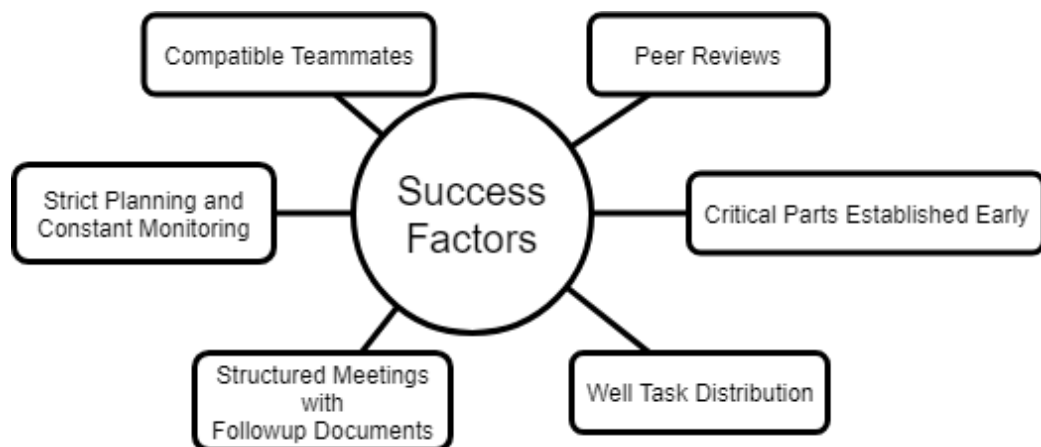 Compatible Teammates
Peer Reviews
Strict Planning and
Constant Monitoring
Success
Factors
Critical Parts Established Early
Structured Meetings
with
Followup Documents
Well Task Distribution